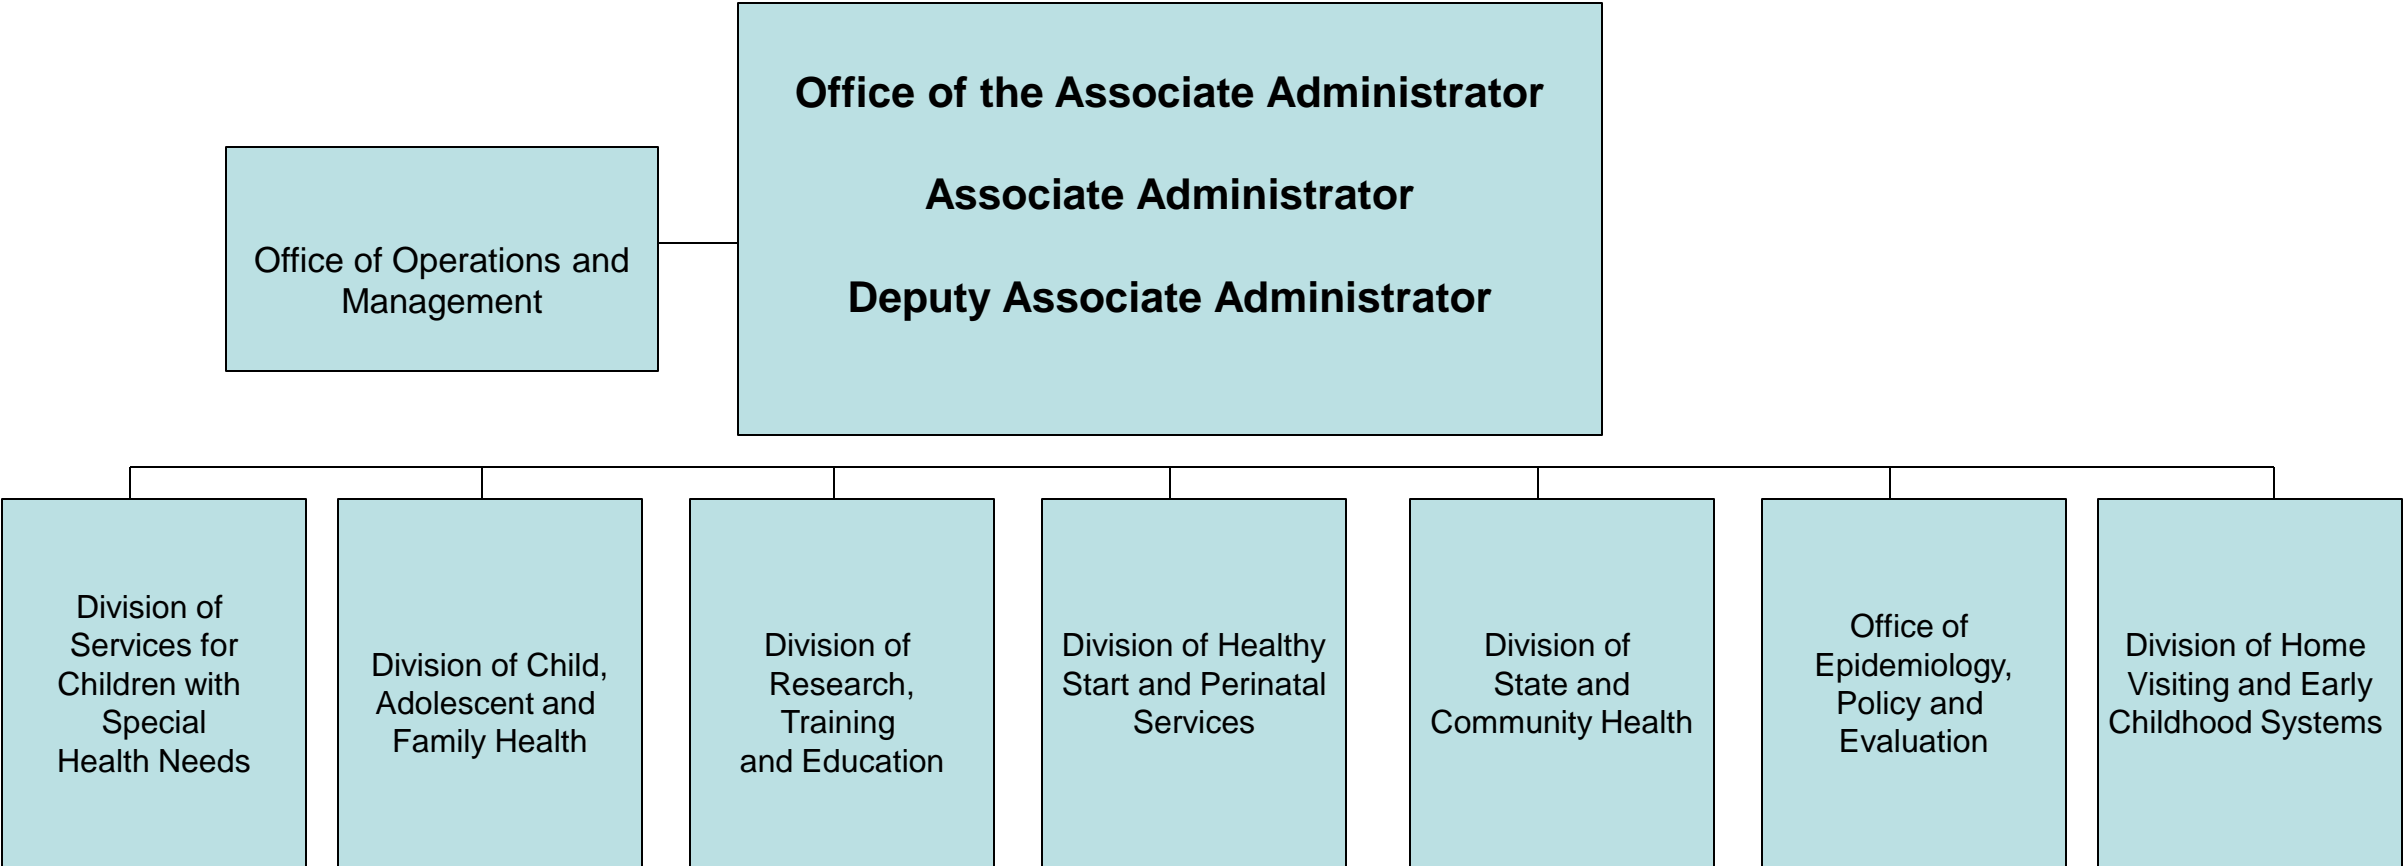 Office of the Associate Administrator
Associate Administrator
Deputy Associate Administrator
Office of Operations and
Management
Division of
Services for
Children with
Special
Health Needs
Division of Child,
Adolescent and
Family Health
Division of
Research,
Training
and Education
Division of Healthy
Start and Perinatal
Services
Division of
State and
Community Health
Office of
Epidemiology,
Policy and
Evaluation
Division of Home
Visiting and Early
Childhood Systems